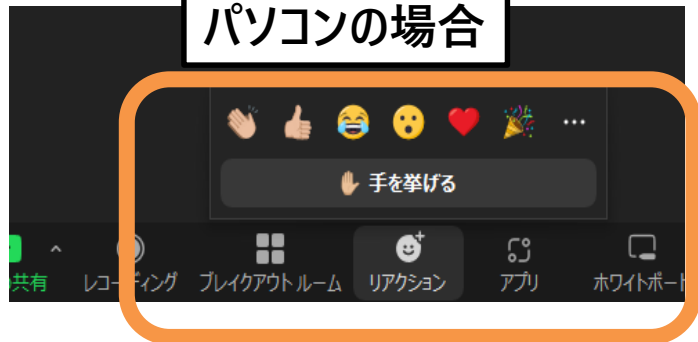 パソコンの場合
手を挙げる
共有 レコーディング ブレイクアウト ルーム リアクション アプリ ホワイトボード